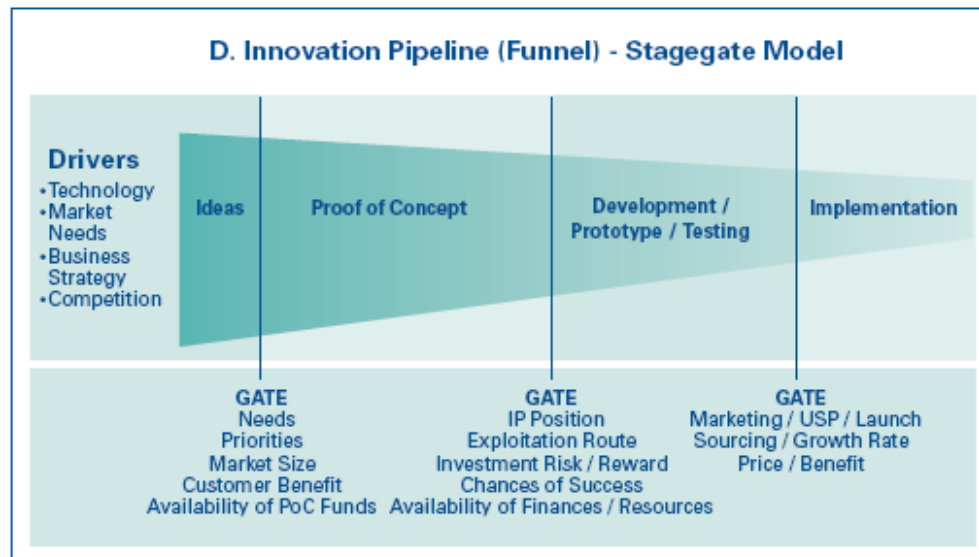 D. Innovation Pipeline (Funnel) - Stagegate Model
Drivers
•Technology
•Market
Needs
•Business
Strategy
•Competition
Ideas
Proof of Concept
Development /
Prototype / Testing
Implementation
GATE
Needs
Priorities
Market Size
Customer Benefit
Availability of PoC Funds
GATE
IP Position
Exploitation Route
Investment Risk / Reward
Chances of Success
Availability of Finances / Resources
GATE
Marketing / USP / Launch
Sourcing / Growth Rate
Price / Benefit